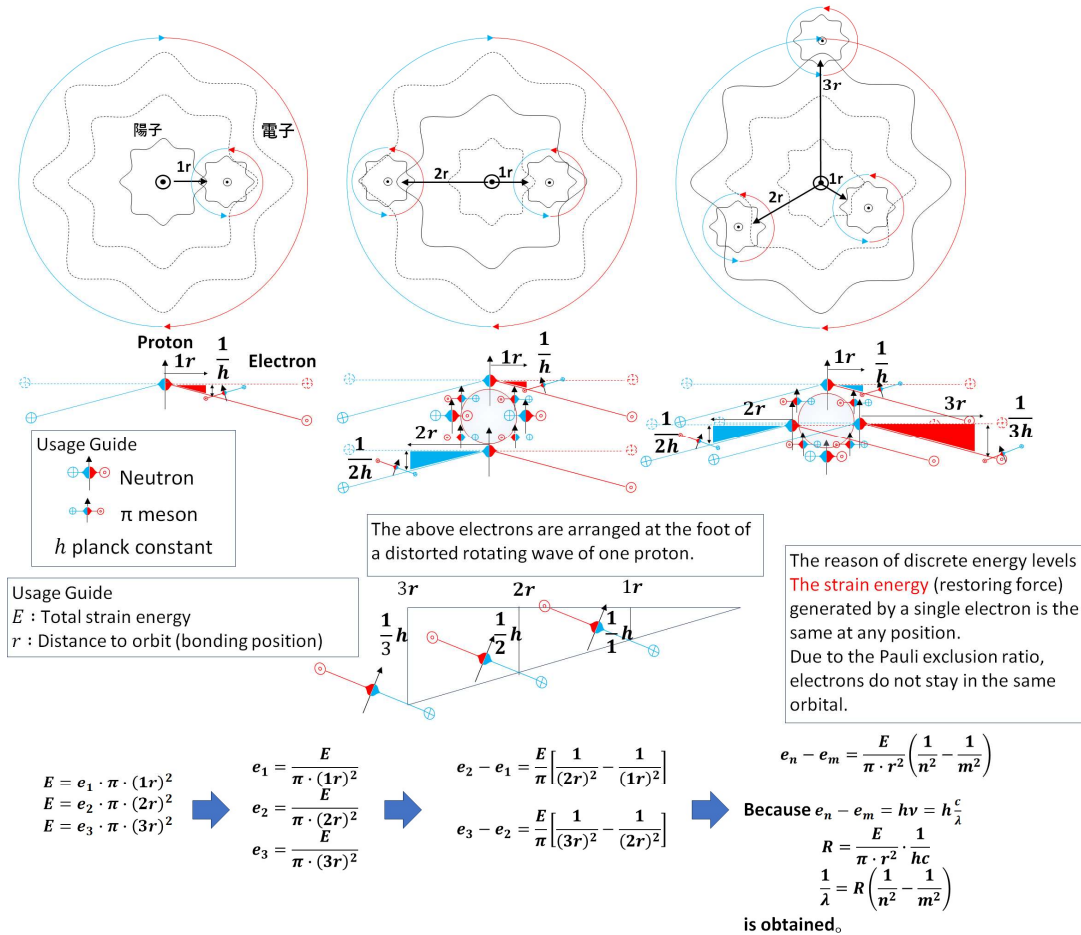 陽子
電子
1r
2r
1r
3r
2r
1r
Proton
1r
1/h
Electron
1r
1/h
2r
1/2h
1r
1/h
2r
1/2h
3r
1/3h
Usage Guide
Neutron
π meson
h planck constant
The above electrons are arranged at the foot of
a distorted rotating wave of one proton.
Usage Guide
E : Total strain energy
r : Distance to orbit (bonding position)
3r
2r
1r
1/3 h
1/2 h
1/1 h
The reason of discrete energy levels
The strain energy (restoring force)
generated by a single electron is the
same at any position.
Due to the Pauli exclusion ratio,
electrons do not stay in the same
orbital.
E = e₁ · π · (1r)²
E = e₂ · π · (2r)²
E = e₃ · π · (3r)²
e₁ = E / π · (1r)²
e₂ = E / π · (2r)²
e₃ = E / π · (3r)²
e₂ − e₁ = E/π [1/(2r)² − 1/(1r)²]
e₃ − e₂ = E/π [1/(3r)² − 1/(2r)²]
eₙ − eₘ = E / π · r² (1/n² − 1/m²)
Because eₙ − eₘ = hν = h c/λ
R = E / π · r² · 1/hc
1/λ = R (1/n² − 1/m²)
is obtained。